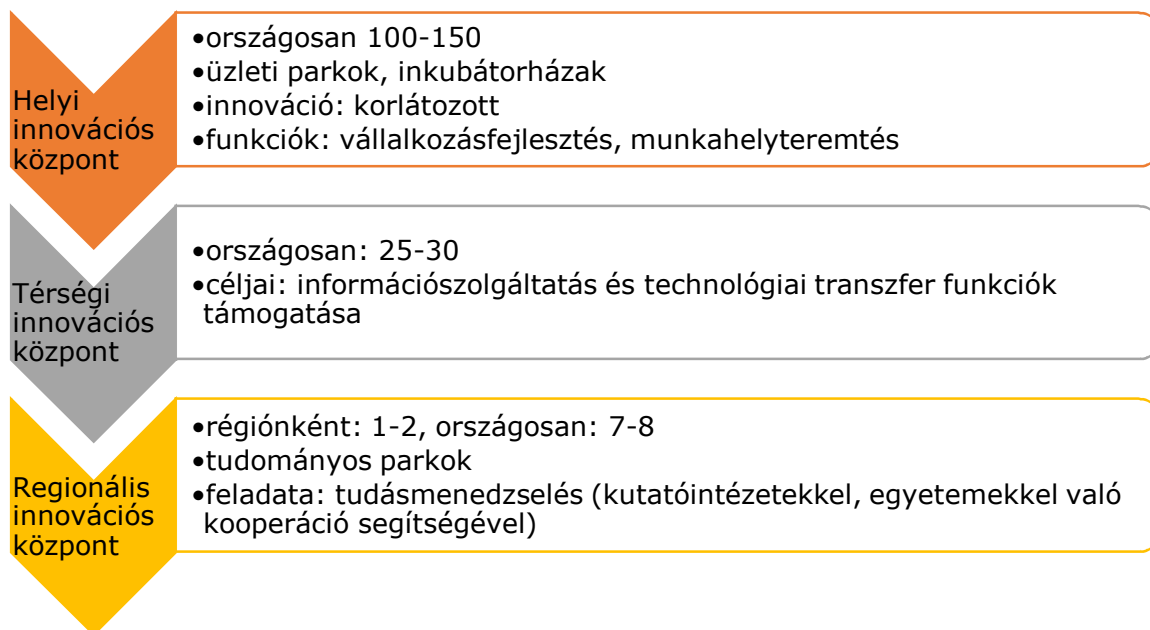 Helyi
innovációs
központ
•országosan 100-150
•üzleti parkok, inkubátorházak
•innováció: korlátozott
•funkciók: vállalkozásfejlesztés, munkahelyteremtés
Térségi
innovációs
központ
•országosan: 25-30
•céljai: információszolgáltatás és technológiai transzfer funkciók
támogatása
Regionális
innovációs
központ
•régiónként: 1-2, országosan: 7-8
•tudományos parkok
•feladata: tudásmenedzselés (kutatóintézetekkel, egyetemekkel való
kooperáció segítségével)